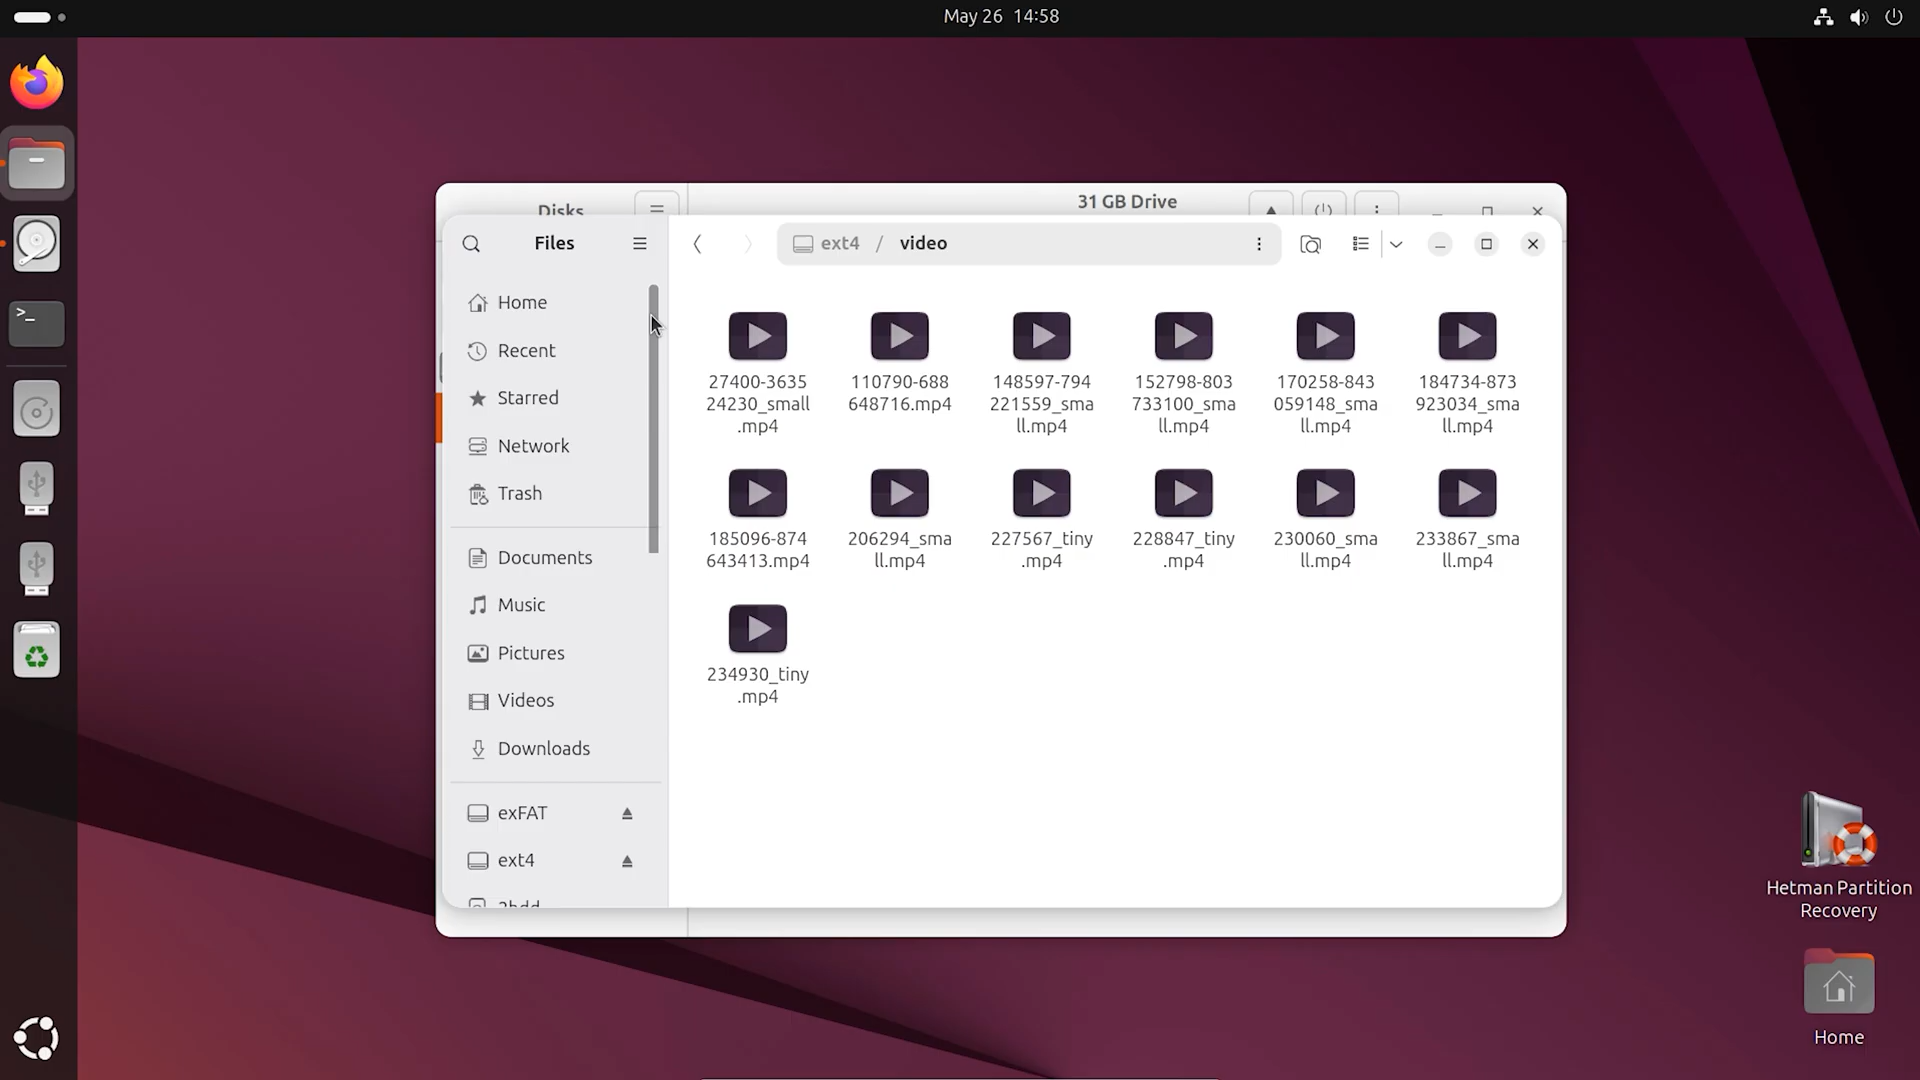 May 26 14:58
Disks
31 GB Drive
Files
ext4 / video
Home
Recent
Starred
Network
Trash
Documents
Music
Pictures
Videos
Downloads
exFAT
ext4
2hdd
27400-3635
24230_small
.mp4
110790-688
648716.mp4
148597-794
221559_sma
ll.mp4
152798-803
733100_sma
ll.mp4
170258-843
059148_sma
ll.mp4
184734-873
923034_sma
ll.mp4
185096-874
643413.mp4
206294_sma
ll.mp4
227567_tiny
.mp4
228847_tiny
.mp4
230060_sma
ll.mp4
233867_sma
ll.mp4
234930_tiny
.mp4
>_
Hetman Partition
Recovery
Home